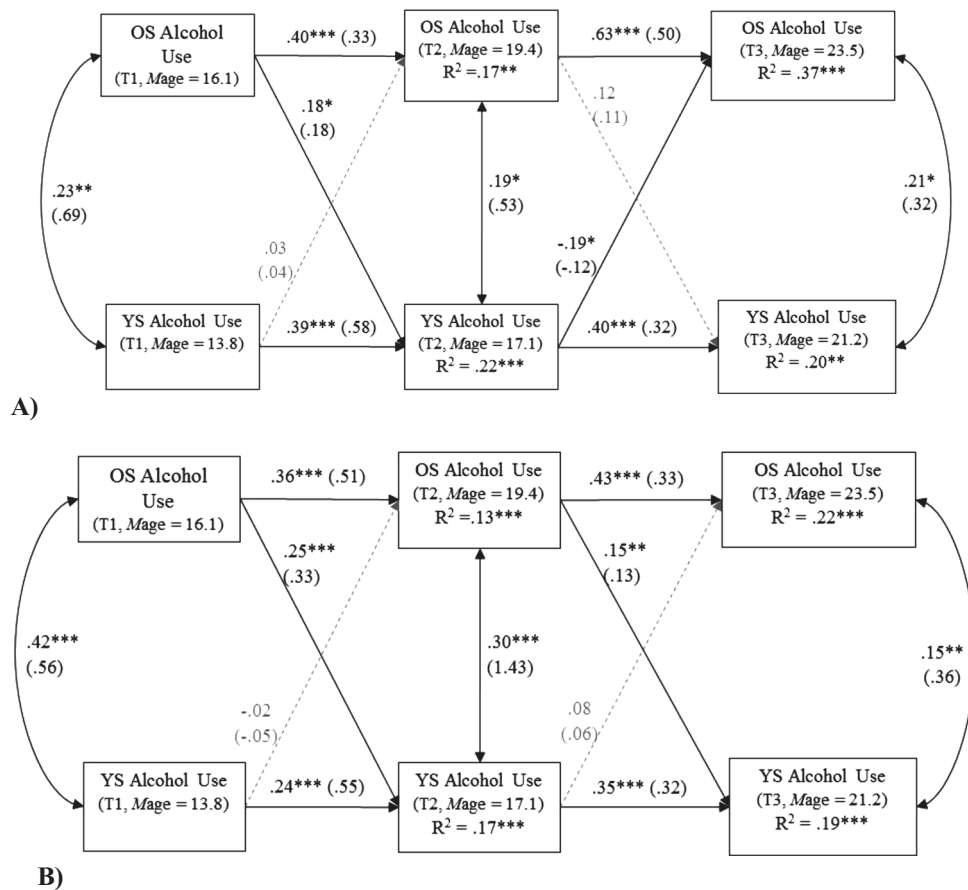 OS Alcohol
Use
(T1, Mage = 16.1)
.40*** (.33)
OS Alcohol Use
(T2, Mage = 19.4)
R² = .17**
.63*** (.50)
OS Alcohol Use
(T3, Mage = 23.5)
R² = .37***
.18*
(.18)
.12
(.11)
.23**
(.69)
.19*
(.53)
.21*
(.32)
.03
(.04)
-.19*
(-.12)
YS Alcohol Use
(T1, Mage = 13.8)
.39*** (.58)
YS Alcohol Use
(T2, Mage = 17.1)
R² = .22***
.40*** (.32)
YS Alcohol Use
(T3, Mage = 21.2)
R² = .20**
A)
OS Alcohol
Use
(T1, Mage = 16.1)
.36*** (.51)
OS Alcohol Use
(T2, Mage = 19.4)
R² = .13***
.43*** (.33)
OS Alcohol Use
(T3, Mage = 23.5)
R² = .22***
.25***
(.33)
.15**
(.13)
.42***
(.56)
.30***
(1.43)
.15**
(.36)
-.02
(-.05)
.08
(.06)
YS Alcohol Use
(T1, Mage = 13.8)
.24*** (.55)
YS Alcohol Use
(T2, Mage = 17.1)
R² = .17***
.35*** (.32)
YS Alcohol Use
(T3, Mage = 21.2)
R² = .19***
B)